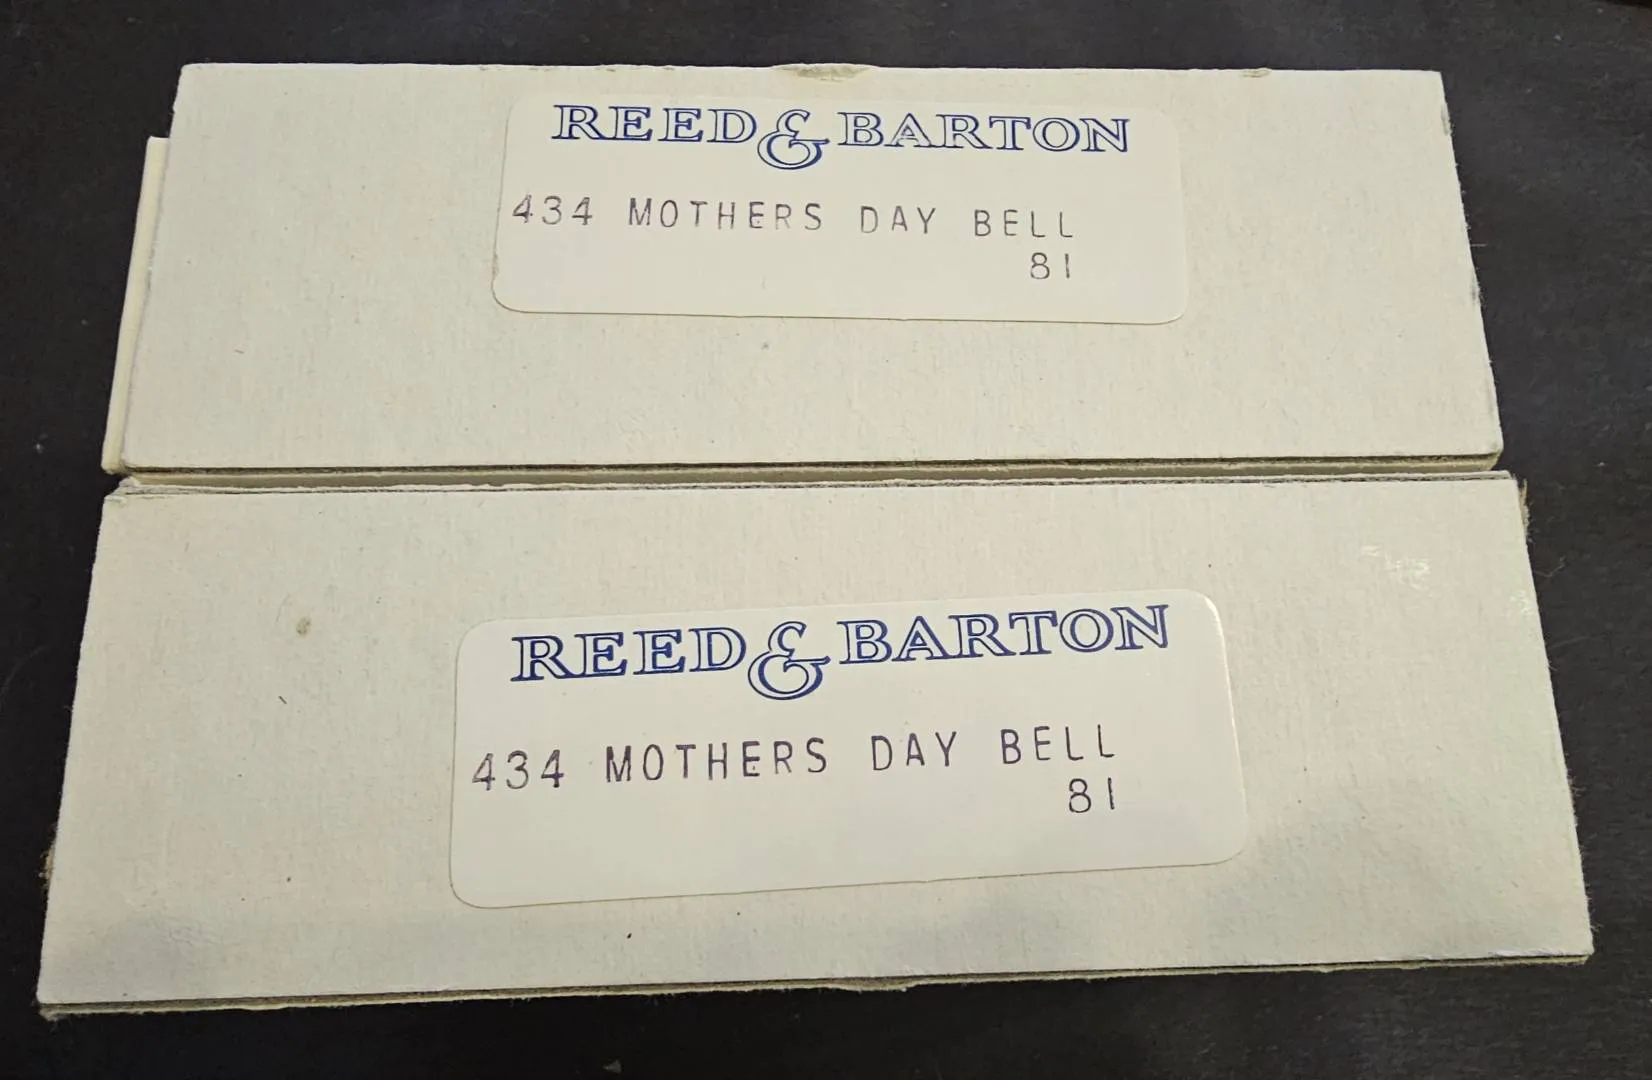 REED & BARTON
434 MOTHERS DAY BELL
81
REED & BARTON
434 MOTHERS DAY BELL
81